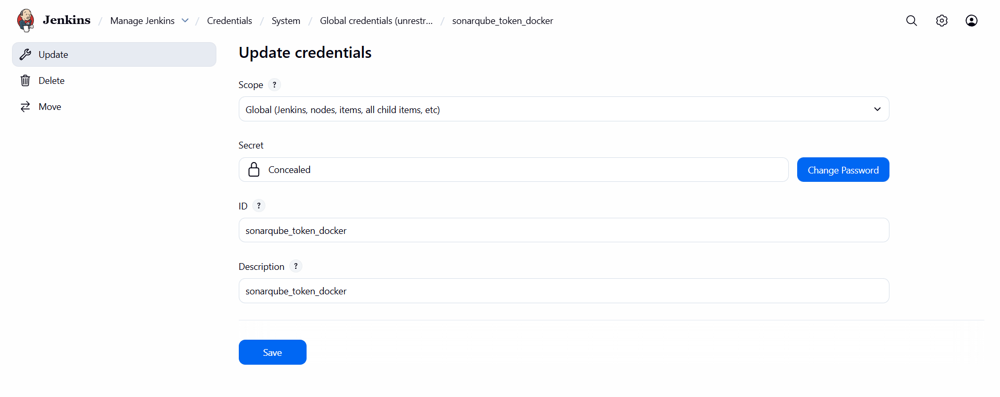 Jenkins / Manage Jenkins / Credentials / System / Global credentials (unrestr... / sonarqube_token_docker
Update
Delete
Move
Update credentials
Scope ?
Global (Jenkins, nodes, items, all child items, etc)
Secret
Concealed
Change Password
ID ?
sonarqube_token_docker
Description ?
sonarqube_token_docker
Save